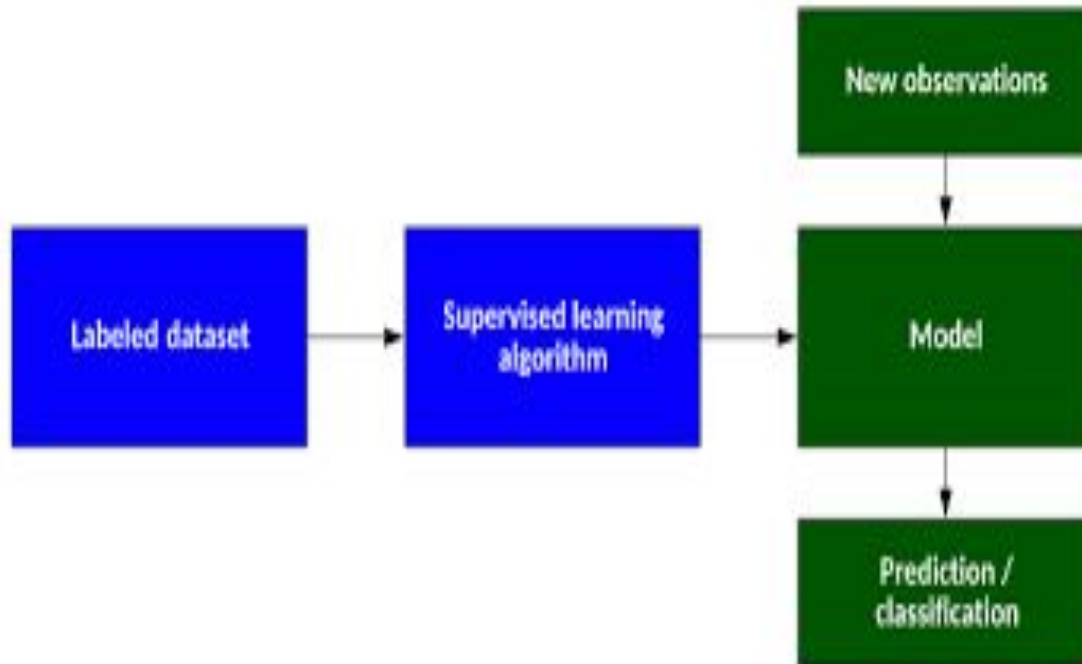 New observations
Labeled dataset
Supervised learning
algorithm
Model
Prediction /
classification